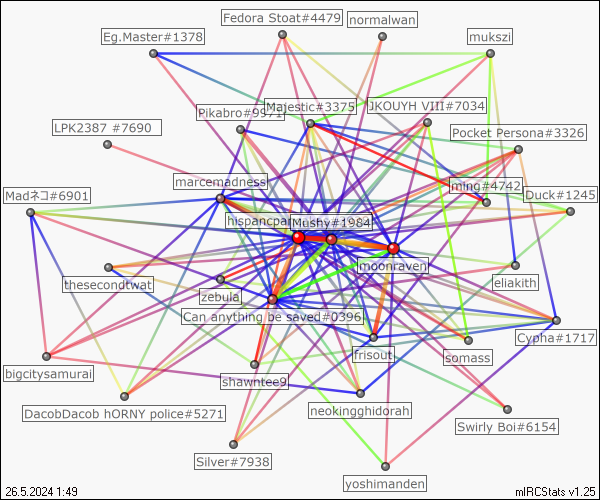 Fedora Stoat#4479
normalwan
Eg.Master#1378
mukszi
Pikabro#9971
Majestic#3375
JKOUYH VIII#7034
LPK2387 #7690
Pocket Persona#3326
marcemadness
ming#4742
Madネコ#6901
Duck#1245
hispancpa
Mushy#1984
moonraven
thesecondtwat
zebula
eliakith
Can anything be saved#0396
Cypha#1717
frisout
somass
bigcitysamurai
shawntee9
DacobDacob hORNY police#5271
neokingghidorah
Swirly Boi#6154
Silver#7938
yoshimanden
26.5.2024 1:49
mIRCStats v1.25